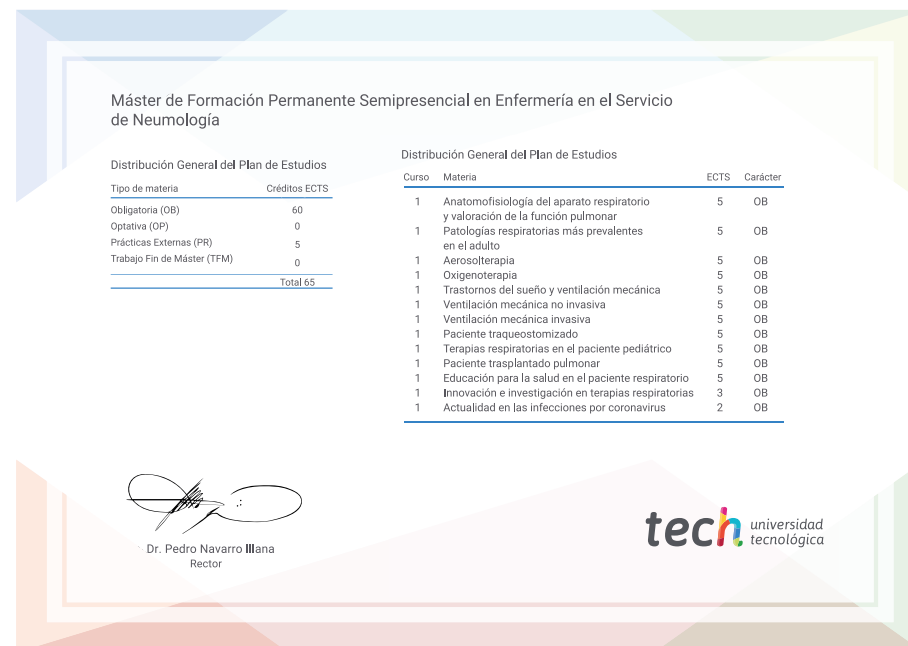 Máster de Formación Permanente Semipresencial en Enfermería en el Servicio
de Neumología
Distribución General del Plan de Estudios
Tipo de materia Créditos ECTS
Obligatoria (OB) 60
Optativa (OP) 0
Prácticas Externas (PR) 5
Trabajo Fin de Máster (TFM) 0
Total 65
Distribución General del Plan de Estudios
Curso Materia ECTS Carácter
1 Anatomofisiología del aparato respiratorio 5 OB
y valoración de la función pulmonar
1 Patologías respiratorias más prevalentes 5 OB
en el adulto
1 Aerosolterapia 5 OB
1 Oxigenoterapia 5 OB
1 Trastornos del sueño y ventilación mecánica 5 OB
1 Ventilación mecánica no invasiva 5 OB
1 Ventilación mecánica invasiva 5 OB
1 Paciente traqueostomizado 5 OB
1 Terapias respiratorias en el paciente pediátrico 5 OB
1 Paciente trasplantado pulmonar 5 OB
1 Educación para la salud en el paciente respiratorio 5 OB
1 Innovación e investigación en terapias respiratorias 3 OB
1 Actualidad en las infecciones por coronavirus 2 OB
Dr. Pedro Navarro Illana
Rector
tech universidad
tecnológica